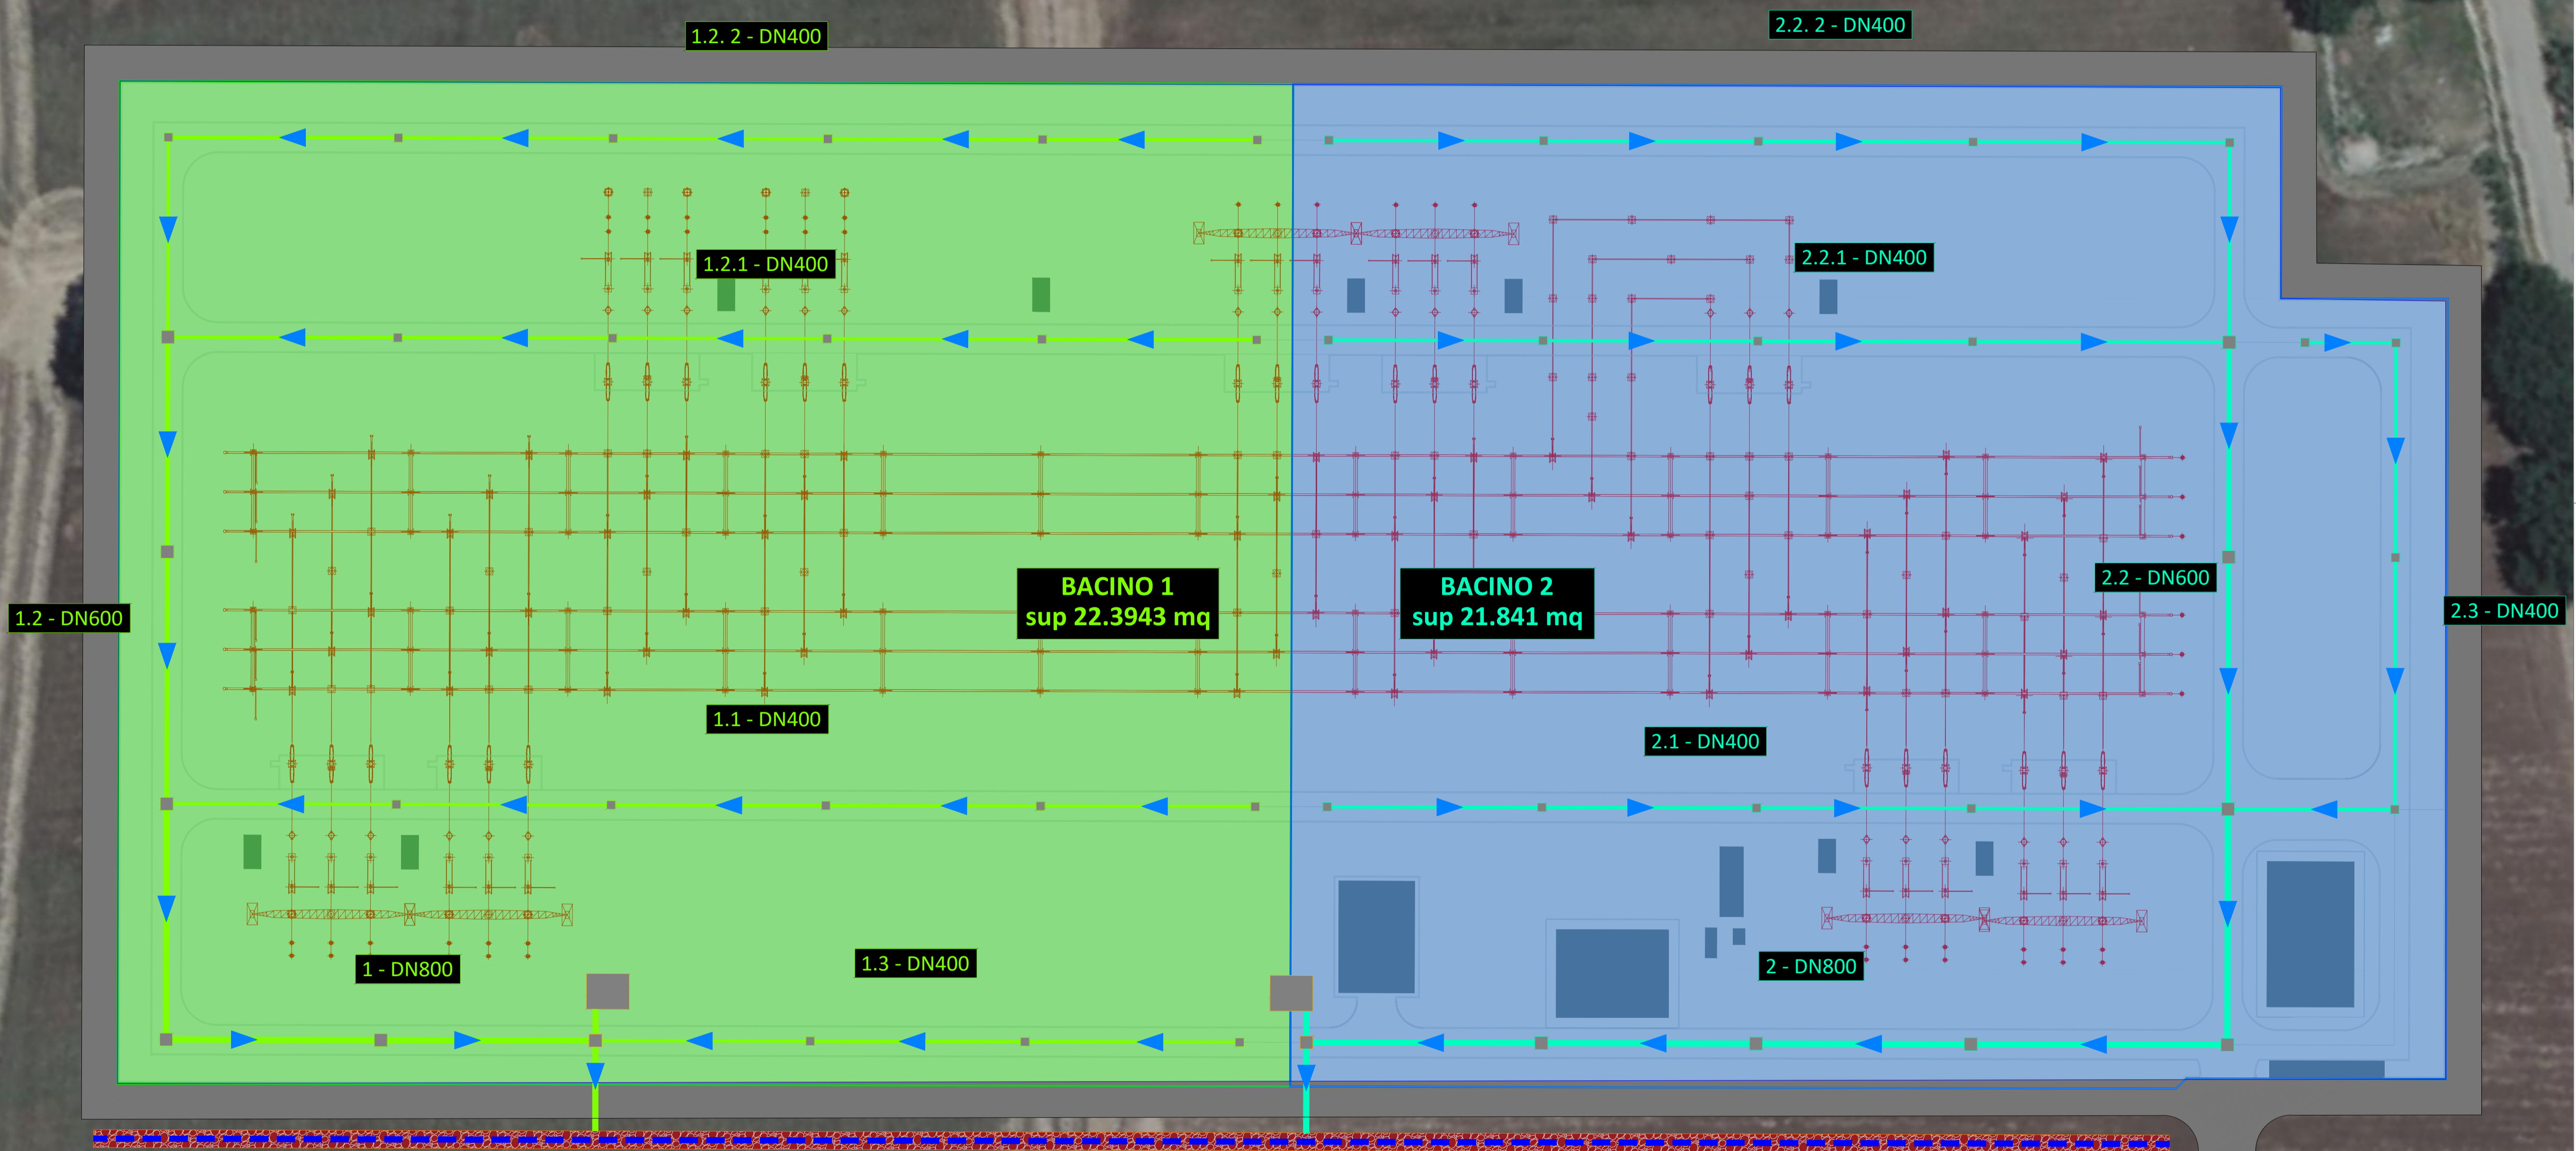 1.2. 2 - DN400
2.2. 2 - DN400
1.2.1 - DN400
2.2.1 - DN400
BACINO 1
sup 22.3943 mq
BACINO 2
sup 21.841 mq
2.2 - DN600
1.2 - DN600
2.3 - DN400
1.1 - DN400
2.1 - DN400
1 - DN800
1.3 - DN400
2 - DN800